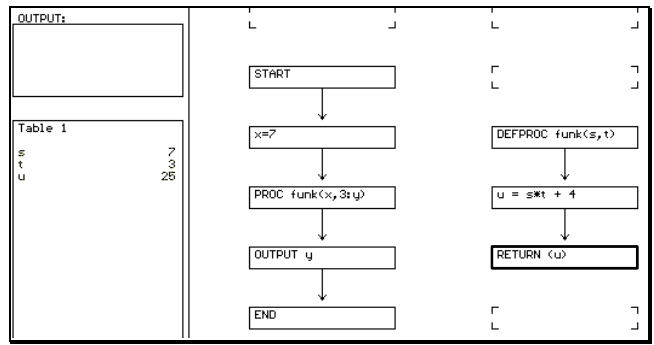 OUTPUT:
Table 1
s 7
t 3
u 25
START
x=7
PROC funk(x,3:y)
OUTPUT y
END
DEFPROC funk(s,t)
u = s*t + 4
RETURN (u)